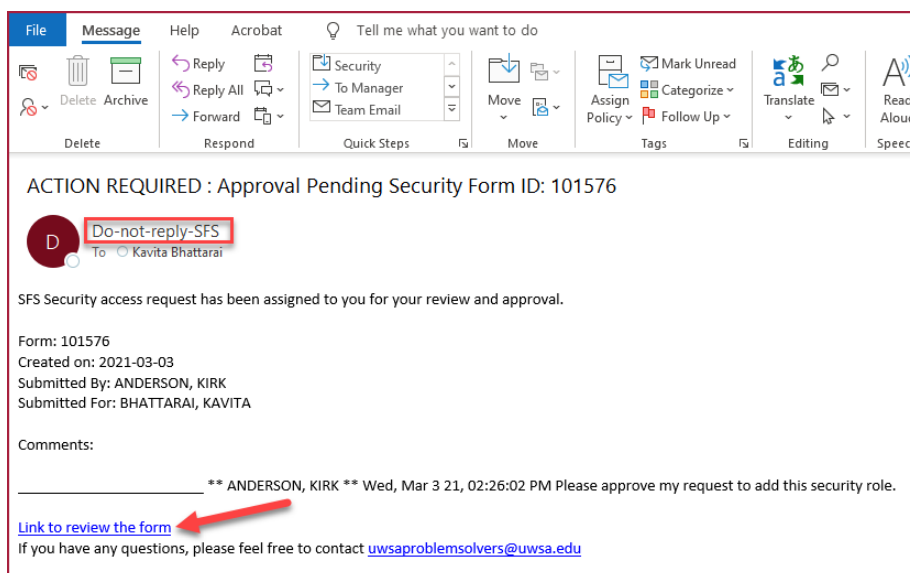 File Message Help Acrobat Tell me what you want to do
Delete Archive
Reply
Reply All
Forward
Security
To Manager
Team Email
Move
Assign Policy
Mark Unread
Categorize
Follow Up
Translate
Delete Respond Quick Steps Move Tags Editing
ACTION REQUIRED : Approval Pending Security Form ID: 101576
D
Do-not-reply-SFS
To Kavita Bhattarai
SFS Security access request has been assigned to you for your review and approval.
Form: 101576
Created on: 2021-03-03
Submitted By: ANDERSON, KIRK
Submitted For: BHATTARAI, KAVITA
Comments:
** ANDERSON, KIRK ** Wed, Mar 3 21, 02:26:02 PM Please approve my request to add this security role.
Link to review the form
If you have any questions, please feel free to contact uwsaproblemsolvers@uwsa.edu